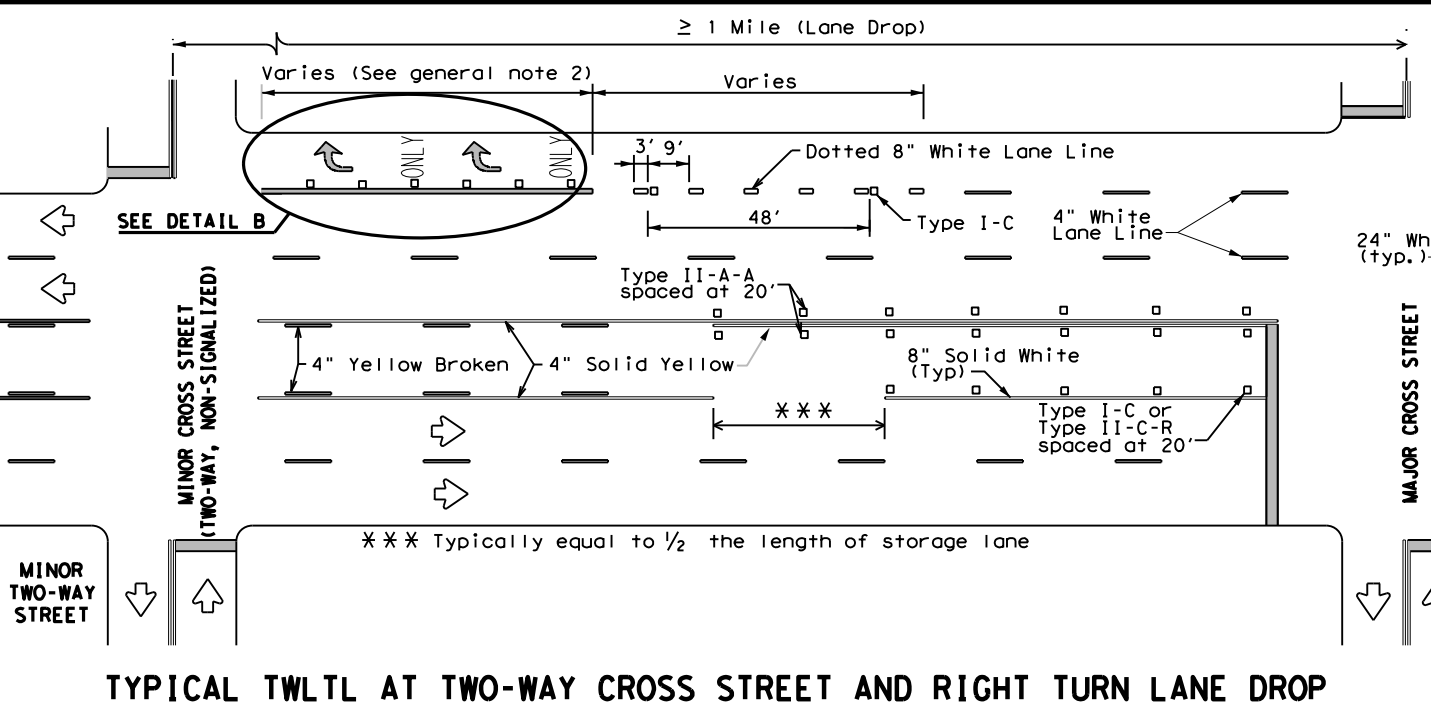 ≥ 1 Mile (Lane Drop)
Varies (See general note 2)
Varies
ONLY
ONLY
3' 9'
Dotted 8" White Lane Line
SEE DETAIL B
48'
Type I-C
4" White
Lane Line
24" Wh
(typ.)
Type II-A-A
spaced at 20'
MINOR CROSS STREET
(TWO-WAY, NON-SIGNALIZED)
4" Yellow Broken
4" Solid Yellow
8" Solid White
(Typ)
***
Type I-C or
Type II-C-R
spaced at 20'
MAJOR CROSS STREET
*** Typically equal to ½ the length of storage lane
MINOR
TWO-WAY
STREET
TYPICAL TWLTL AT TWO-WAY CROSS STREET AND RIGHT TURN LANE DROP